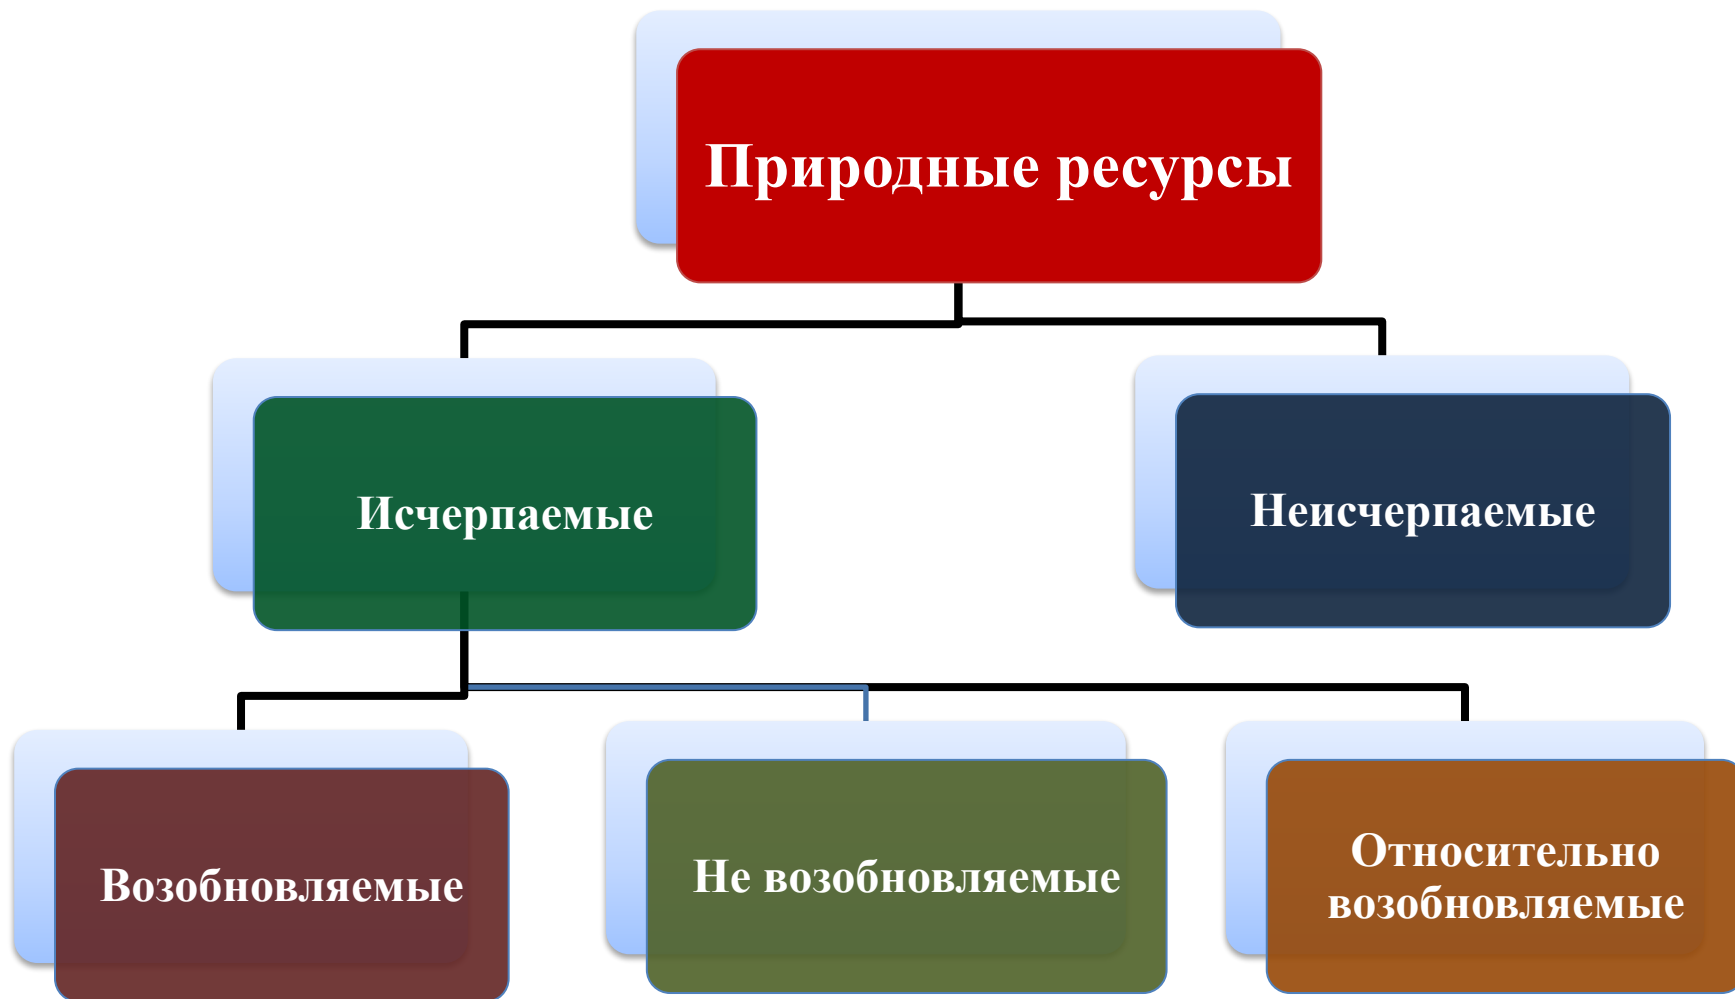 Природные ресурсы
Исчерпаемые
Неисчерпаемые
Возобновляемые
Не возобновляемые
Относительно
возобновляемые